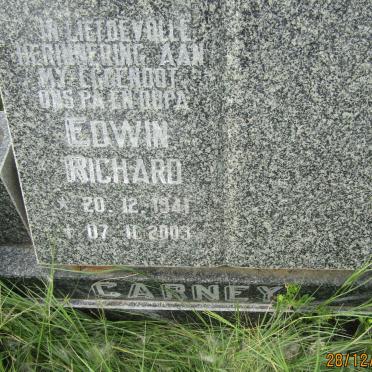 IN LIEFDEVOLLE
HERINNERING AAN
MY EGGENOOT
ONS PA EN OUPA
EDWIN
RICHARD
* 20.12.1941
+ 07.11.2003
CARNEY
28/12/